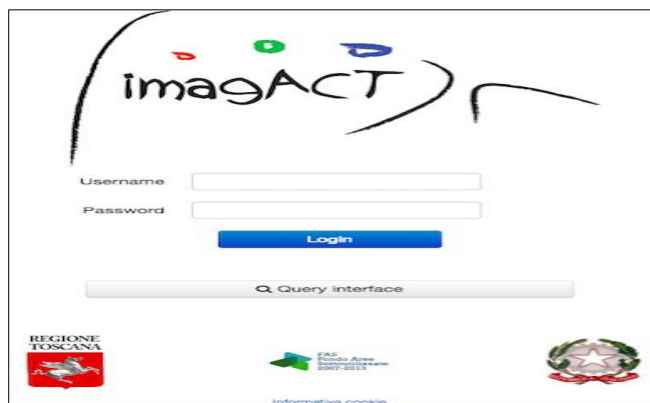 imagACT
Username
Password
Login
Query interface
REGIONE
TOSCANA
FAS
Fondo Aree
Sottoutilizzate
2007-2013
Informativa cookie